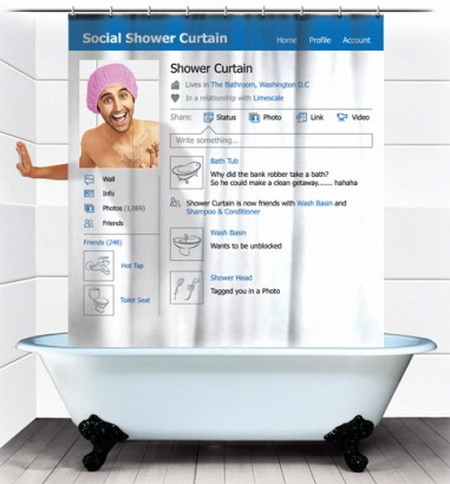 Social Shower Curtain
Home Profile Account
Shower Curtain
Lives in The Bathroom, Washington D.C
In a relationship with Limescale
Share: Status Photo Link Video
Write something...
Bath Tub
Why did the bank robber take a bath?
So he could make a clean getaway....... hahaha
Wall
Info
Photos (1,069)
Friends
Shower Curtain is now friends with Wash Basin and
Shampoo & Conditioner
Friends (248)
Hot Tap
Toilet Seat
Wash Basin
Wants to be unblocked
Shower Head
Tagged you in a Photo